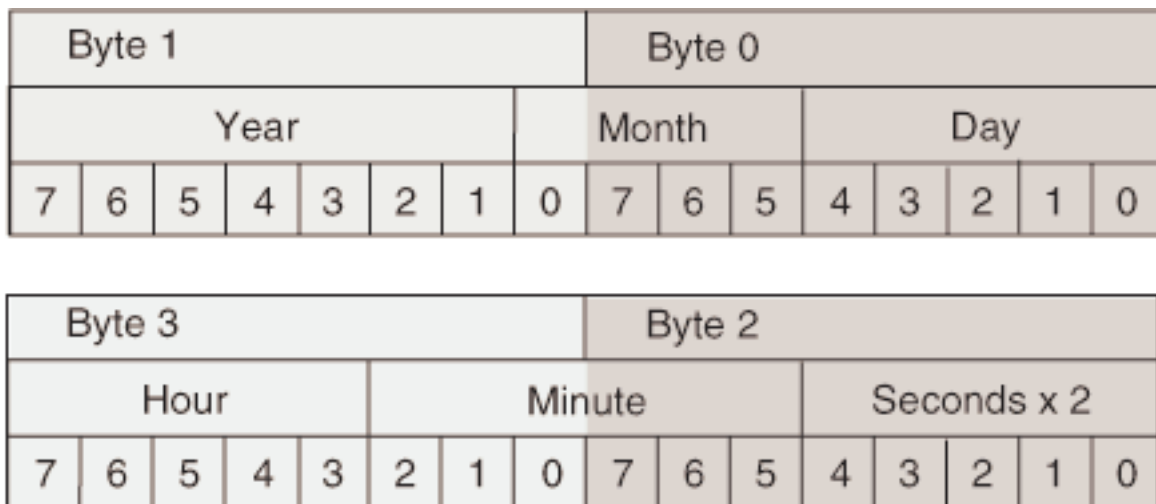 Byte 1 Byte 0
Year Month Day
7 6 5 4 3 2 1 0 7 6 5 4 3 2 1 0
Byte 3 Byte 2
Hour Minute Seconds x 2
7 6 5 4 3 2 1 0 7 6 5 4 3 2 1 0